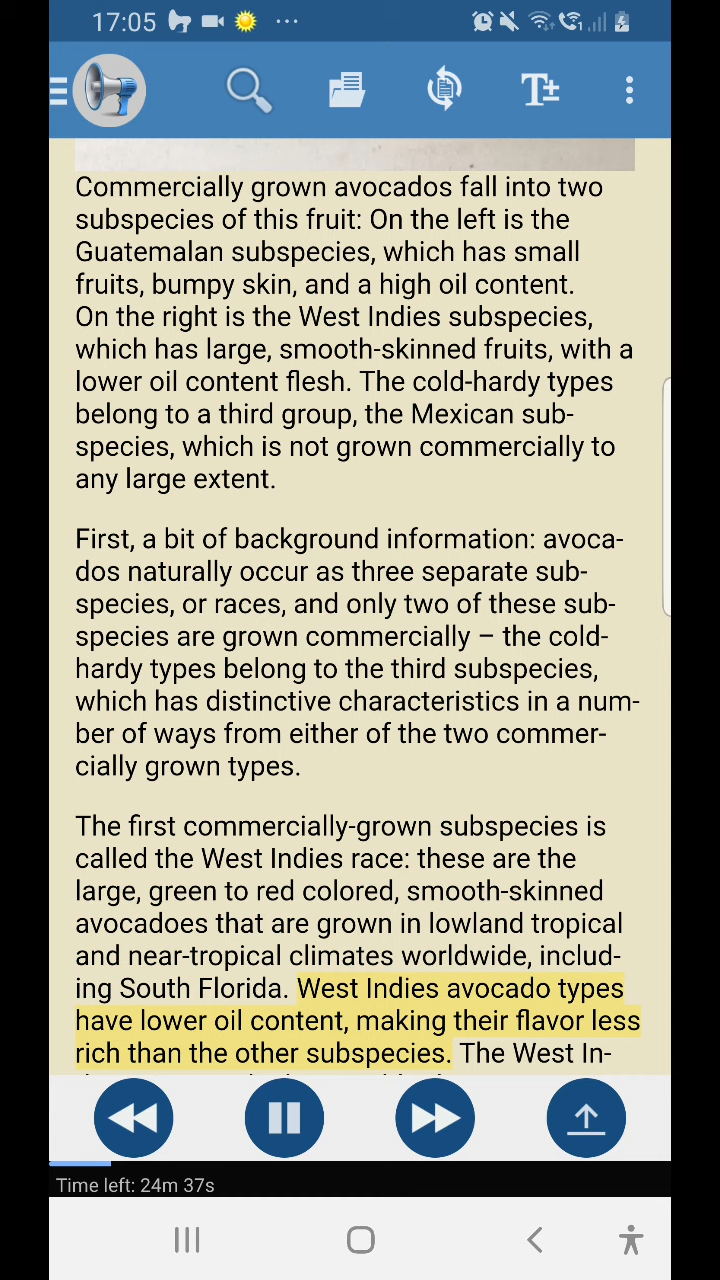 17:05
T±
Commercially grown avocados fall into two
subspecies of this fruit: On the left is the
Guatemalan subspecies, which has small
fruits, bumpy skin, and a high oil content.
On the right is the West Indies subspecies,
which has large, smooth-skinned fruits, with a
lower oil content flesh. The cold-hardy types
belong to a third group, the Mexican sub-
species, which is not grown commercially to
any large extent.
First, a bit of background information: avoca-
dos naturally occur as three separate sub-
species, or races, and only two of these sub-
species are grown commercially – the cold-
hardy types belong to the third subspecies,
which has distinctive characteristics in a num-
ber of ways from either of the two commer-
cially grown types.
The first commercially-grown subspecies is
called the West Indies race: these are the
large, green to red colored, smooth-skinned
avocadoes that are grown in lowland tropical
and near-tropical climates worldwide, includ-
ing South Florida. West Indies avocado types
have lower oil content, making their flavor less
rich than the other subspecies. The West In-
Time left: 24m 37s